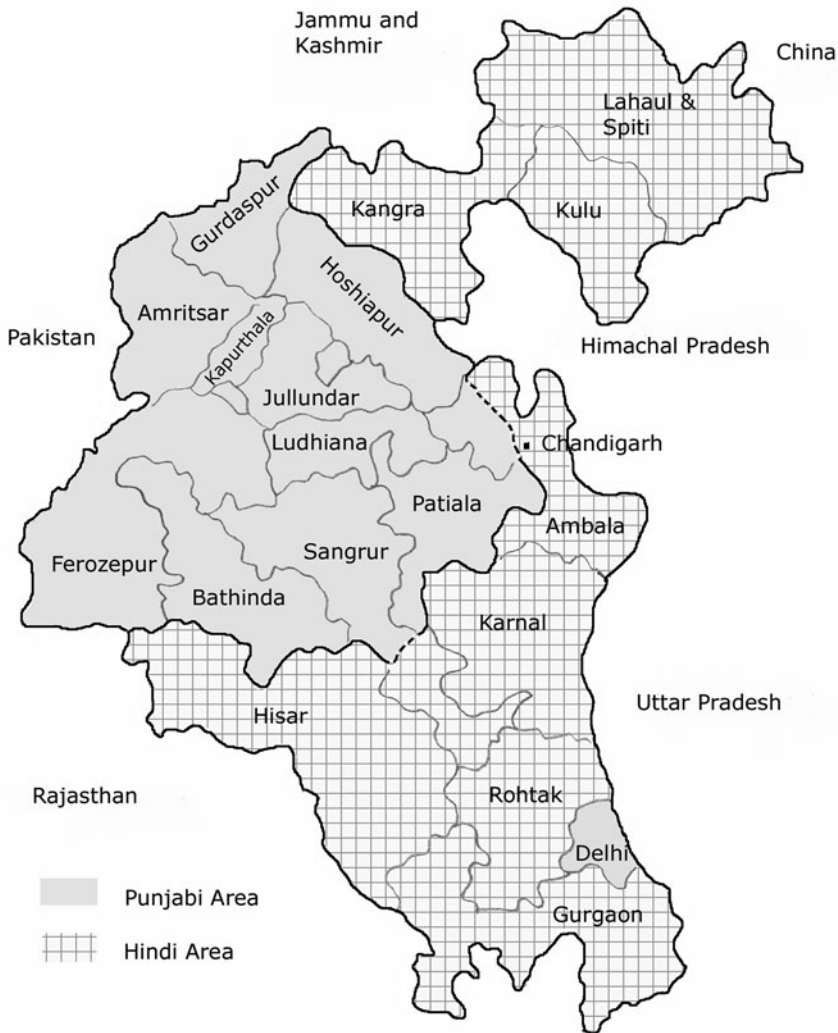 Jammu and
Kashmir
China
Lahaul &
Spiti
Kangra
Kulu
Gurdaspur
Hoshiapur
Amritsar
Kapurthala
Pakistan
Himachal Pradesh
Jullundar
Ludhiana
Chandigarh
Patiala
Ambala
Sangrur
Ferozepur
Bathinda
Karnal
Hisar
Uttar Pradesh
Rajasthan
Rohtak
Delhi
Gurgaon
Punjabi Area
Hindi Area